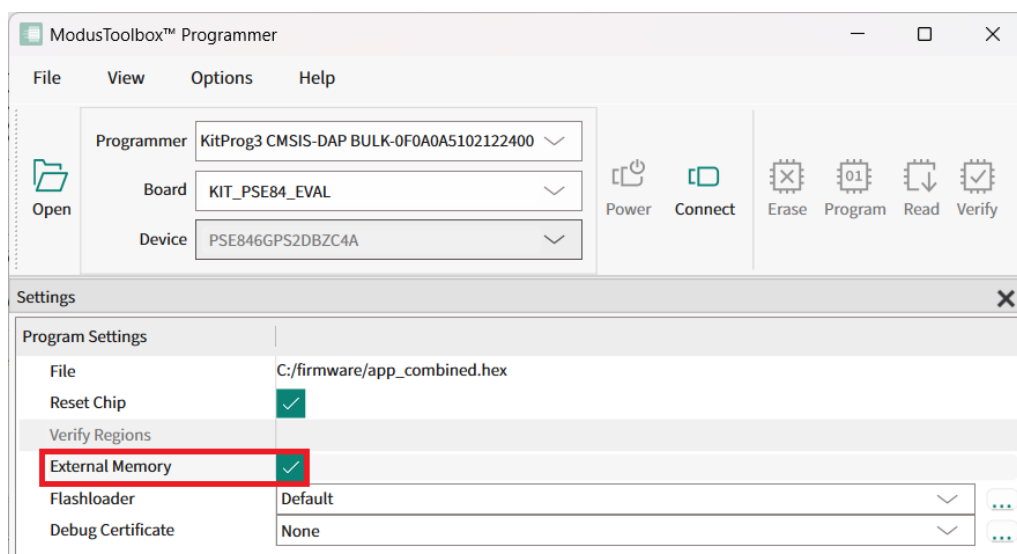 ModusToolbox™ Programmer
File View Options Help
Programmer KitProg3 CMSIS-DAP BULK-0F0A0A5102122400
Board KIT_PSE84_EVAL
Device PSE846GPS2DBZC4A
Open
Power Connect Erase 01 Program Read Verify
Settings
Program Settings
File C:/firmware/app_combined.hex
Reset Chip
Verify Regions
External Memory
Flashloader Default ...
Debug Certificate None ...